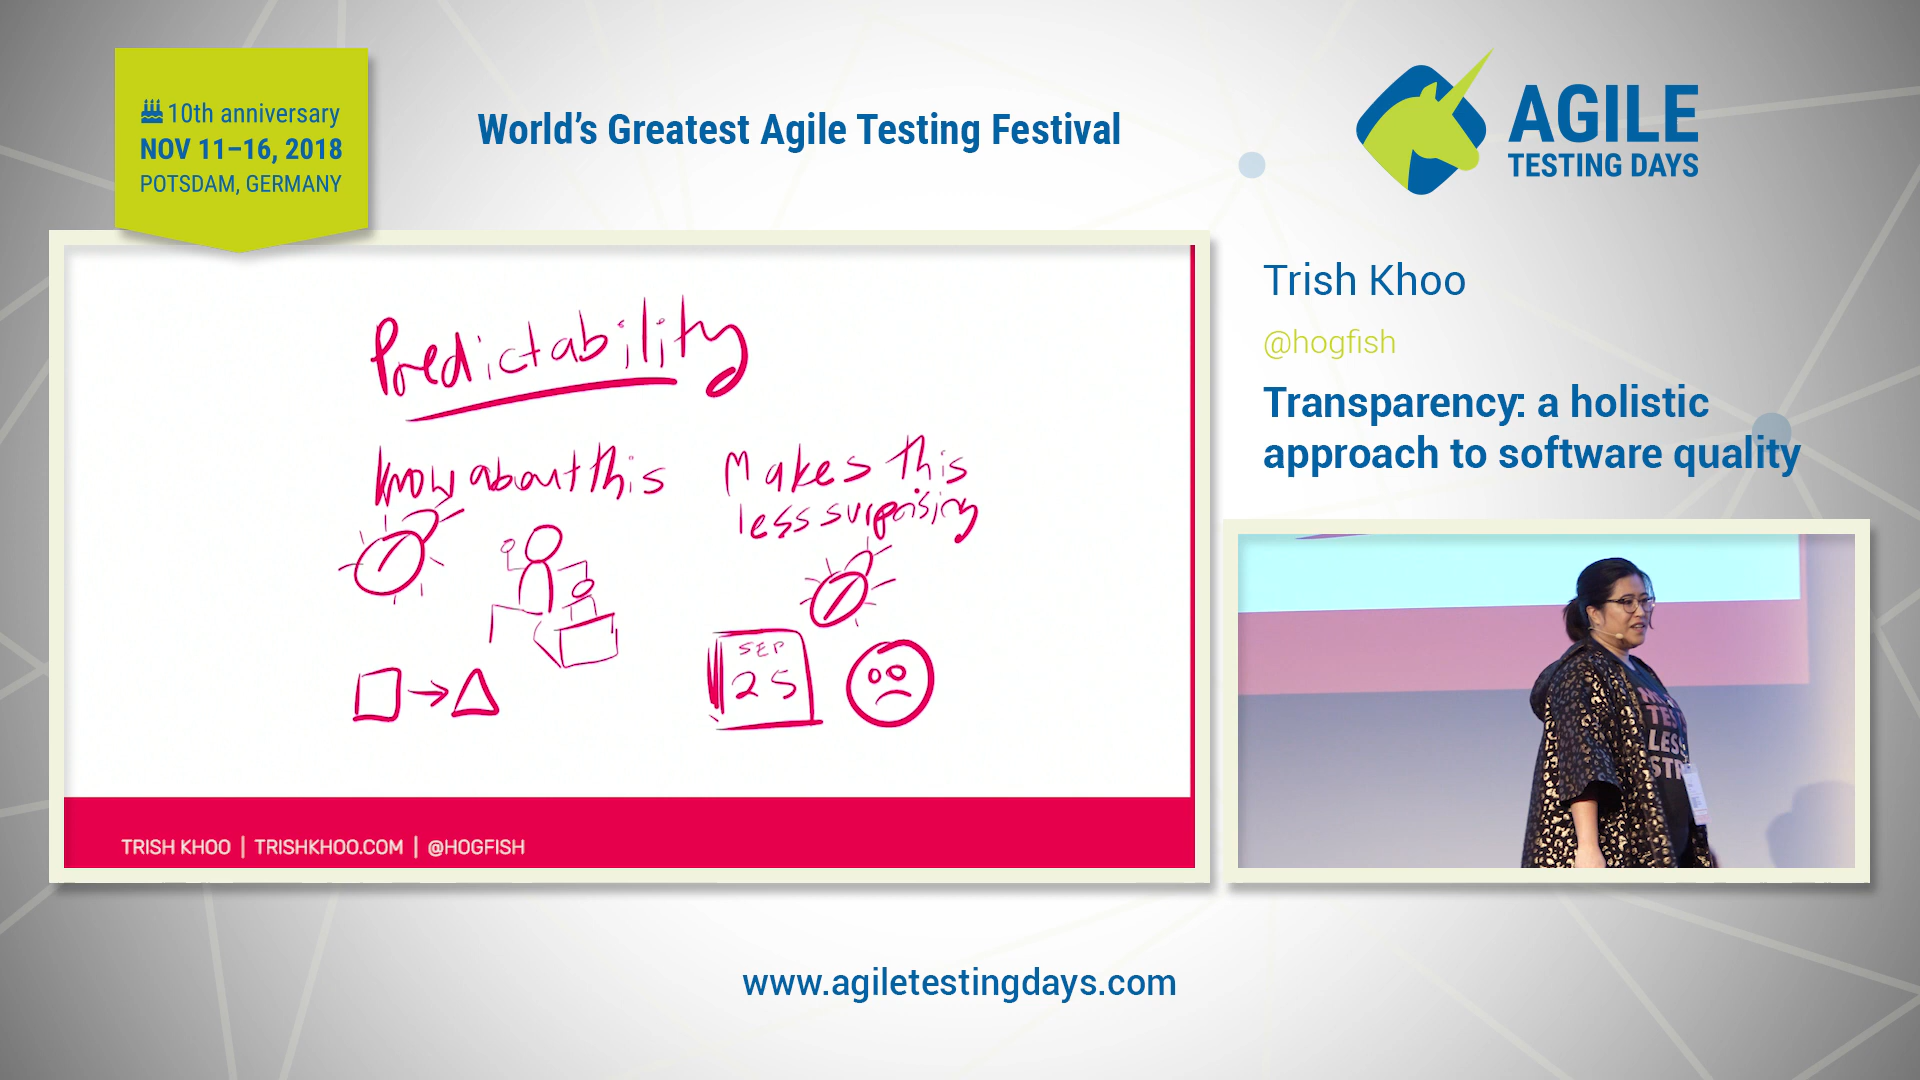 10th anniversary
NOV 11–16, 2018
POTSDAM, GERMANY
World's Greatest Agile Testing Festival
AGILE
TESTING DAYS
Predictability
Know about this
Makes this
less surprising
SEP
25
TRISH KHOO | TRISHKHOO.COM | @HOGFISH
Trish Khoo
@hogfish
Transparency: a holistic
approach to software quality
LESS
www.agiletestingdays.com